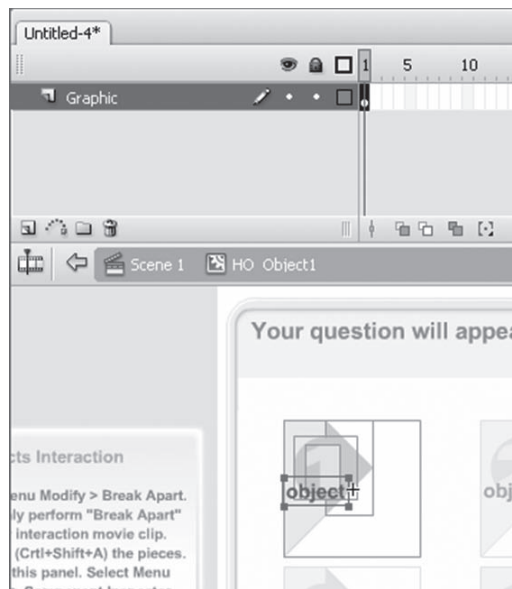 Untitled-4*
1 5 10
Graphic
Scene 1 HO Object1
Your question will appea
cts Interaction
enu Modify > Break Apart.
ly perform "Break Apart"
interaction movie clip.
(Crtl+Shift+A) the pieces.
this panel. Select Menu
object
obj